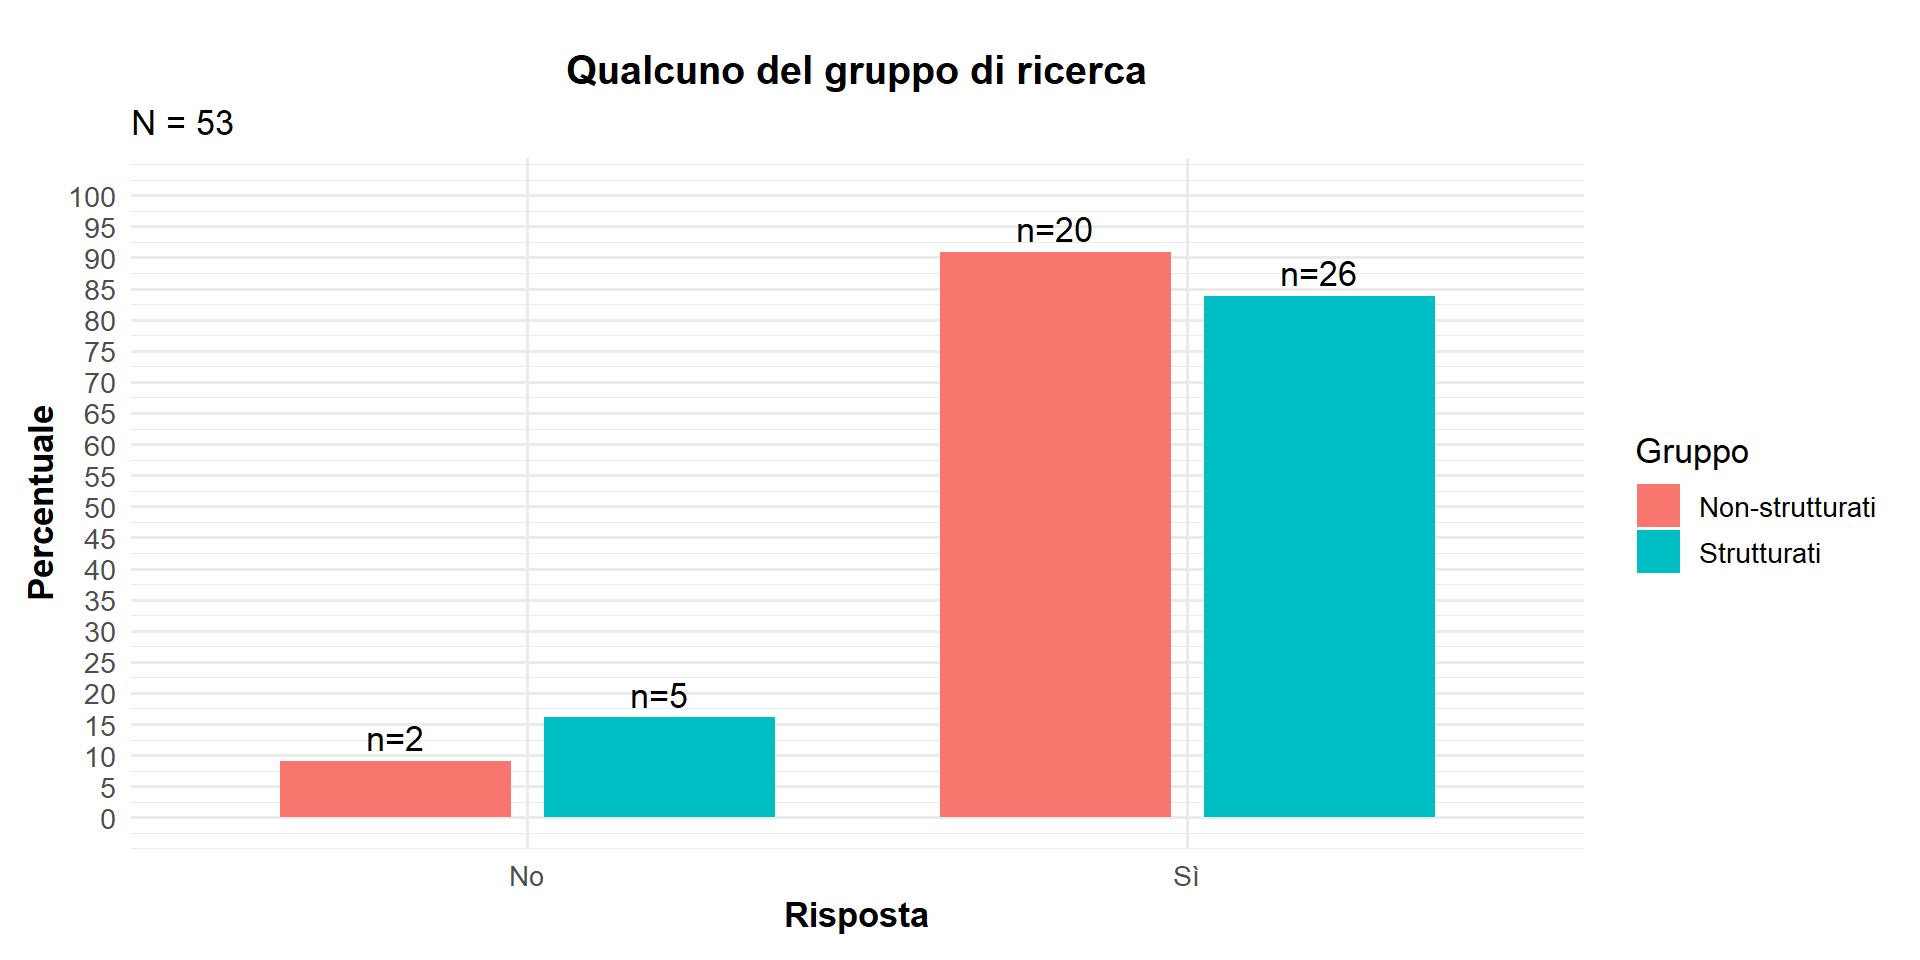 Qualcuno del gruppo di ricerca
N = 53
Percentuale
100
95
90
85
80
75
70
65
60
55
50
45
40
35
30
25
20
15
10
5
0
n=2
n=5
n=20
n=26
No
Sì
Risposta
Gruppo
Non-strutturati
Strutturati